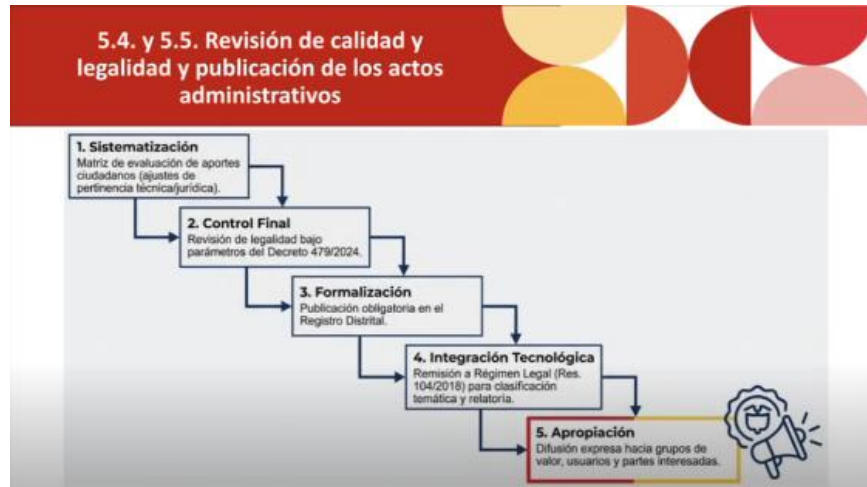 5.4. y 5.5. Revisión de calidad y
legalidad y publicación de los actos
administrativos
1. Sistematización
Matriz de evaluación de aportes
ciudadanos (ajustes de
pertinencia técnica/jurídica).
2. Control Final
Revisión de legalidad bajo
parámetros del Decreto 479/2024.
3. Formalización
Publicación obligatoria en el
Registro Distrital.
4. Integración Tecnológica
Remisión a Régimen Legal (Res.
104/2018) para clasificación
temática y relatoría.
5. Apropiación
Difusión expresa hacia grupos de
valor, usuarios y partes interesadas.